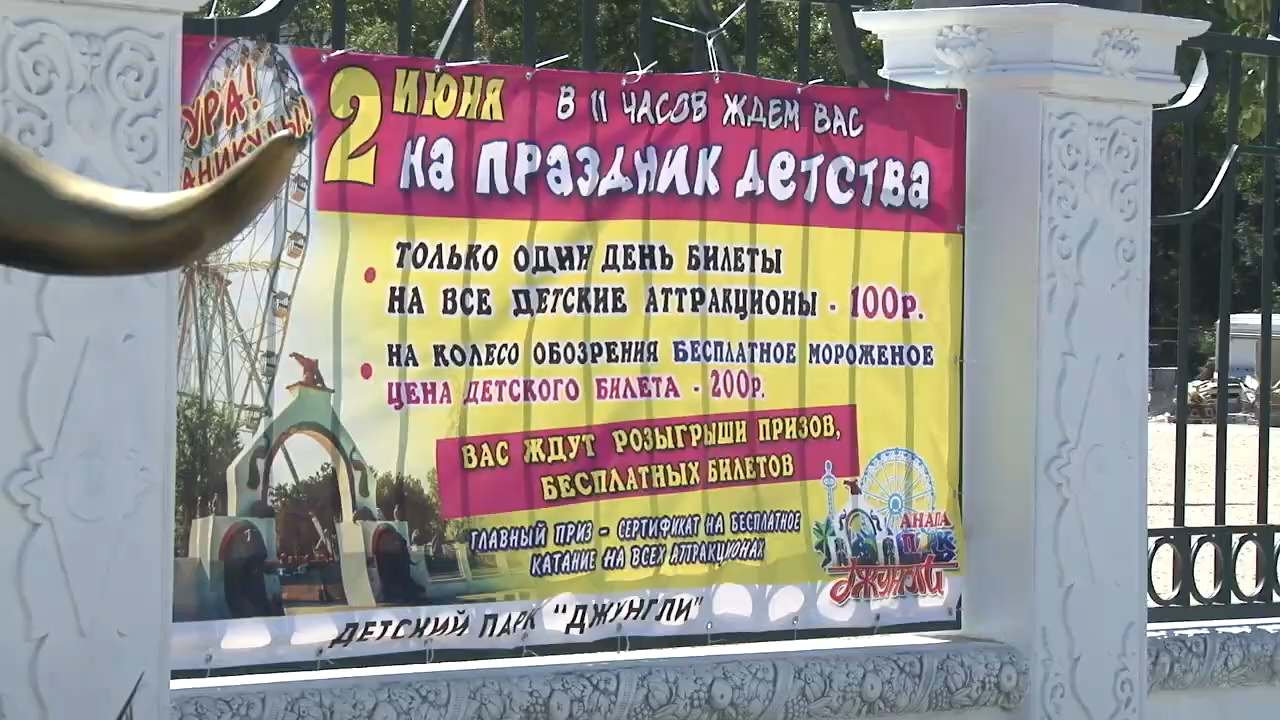 УРА!
АНИКУЛЫ!
2 ИЮНЯ В 11 ЧАСОВ ЖДЕМ ВАС
НА ПРАЗДНИК ДЕТСТВА
ТОЛЬКО ОДИН ДЕНЬ БИЛЕТЫ
НА ВСЕ ДЕТСКИЕ АТТРАКЦИОНЫ - 100Р.
НА КОЛЕСО ОБОЗРЕНИЯ БЕСПЛАТНОЕ МОРОЖЕНОЕ
ЦЕНА ДЕТСКОГО БИЛЕТА - 200Р.
ВАС ЖДУТ РОЗЫГРЫШИ ПРИЗОВ,
БЕСПЛАТНЫХ БИЛЕТОВ
ГЛАВНЫЙ ПРИЗ - СЕРТИФИКАТ НА БЕСПЛАТНОЕ
КАТАНИЕ НА ВСЕХ АТТРАКЦИОНАХ
АНАПА
ПАРК
ДЖУНГЛИ
ДЕТСКИЙ ПАРК "ДЖУНГЛИ"